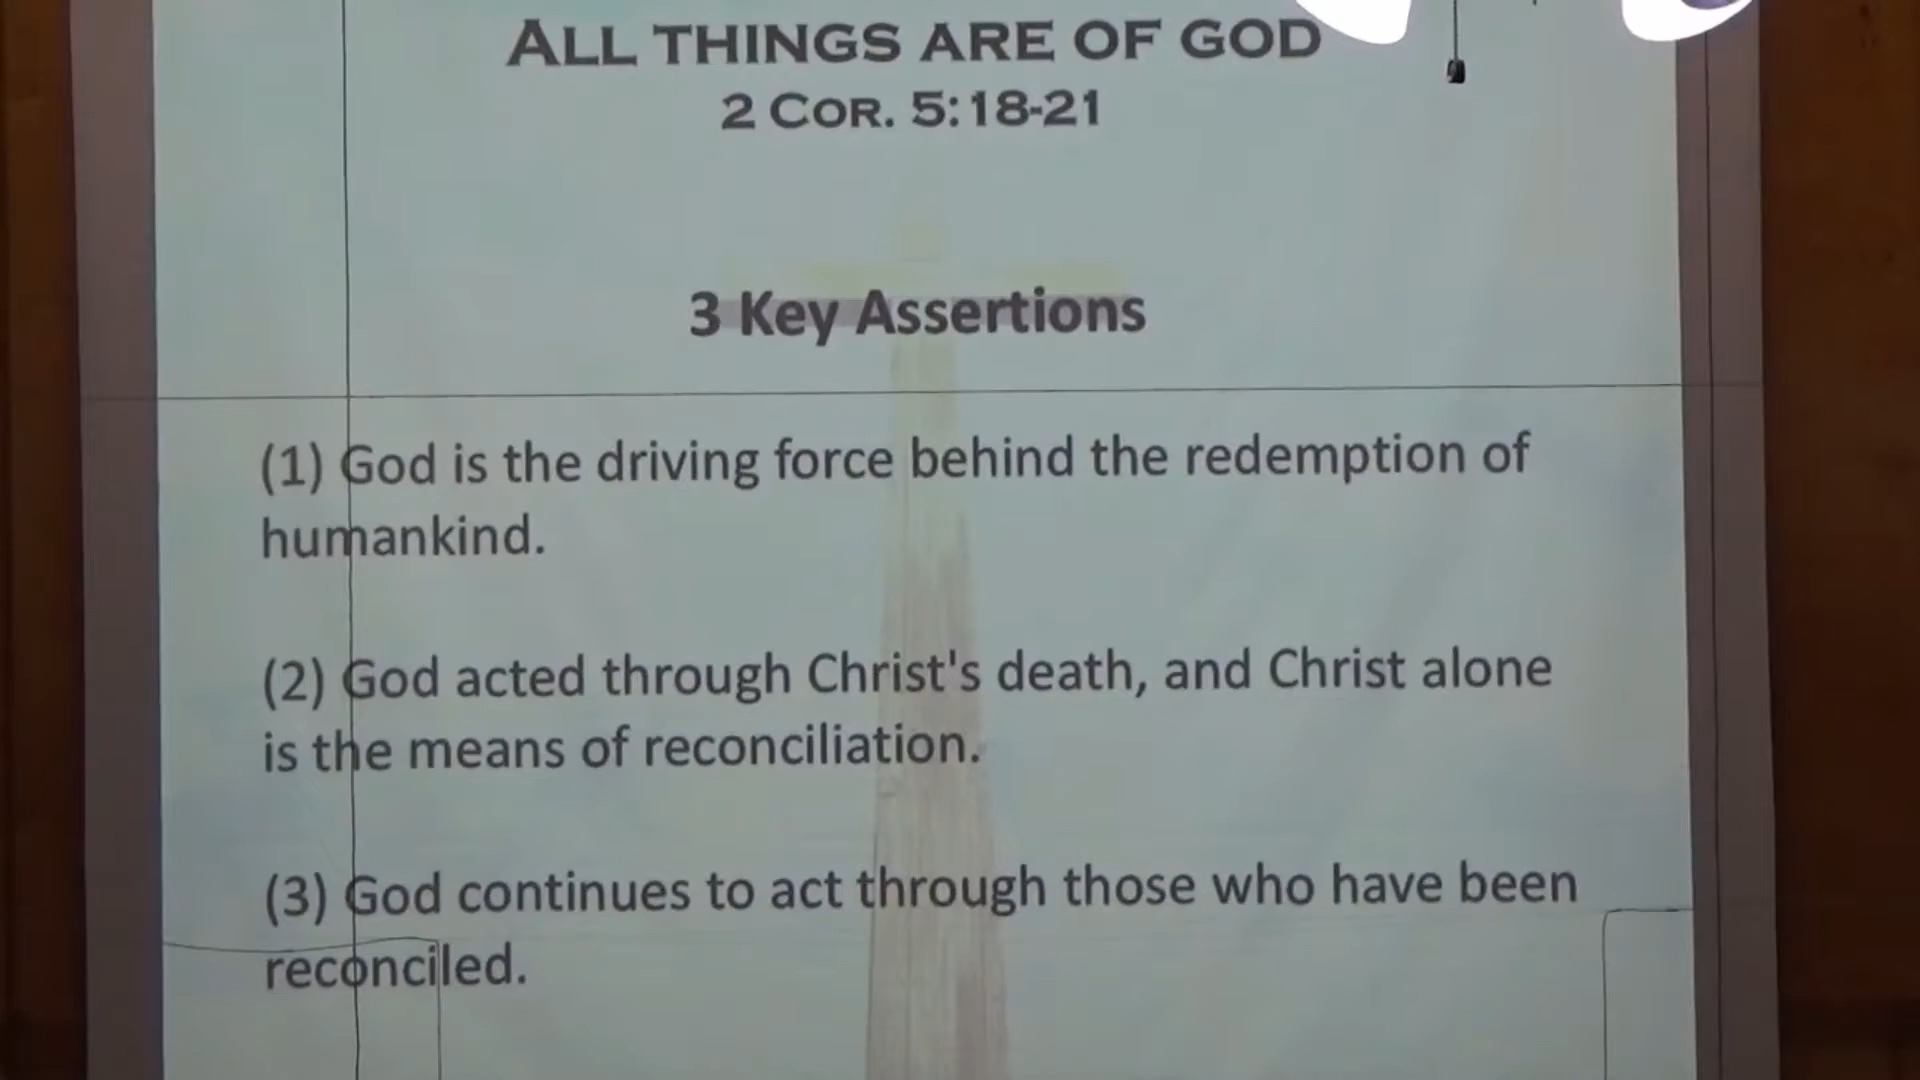 ALL THINGS ARE OF GOD
2 COR. 5:18-21
3 Key Assertions
(1) God is the driving force behind the redemption of
humankind.
(2) God acted through Christ's death, and Christ alone
is the means of reconciliation.
(3) God continues to act through those who have been
reconciled.